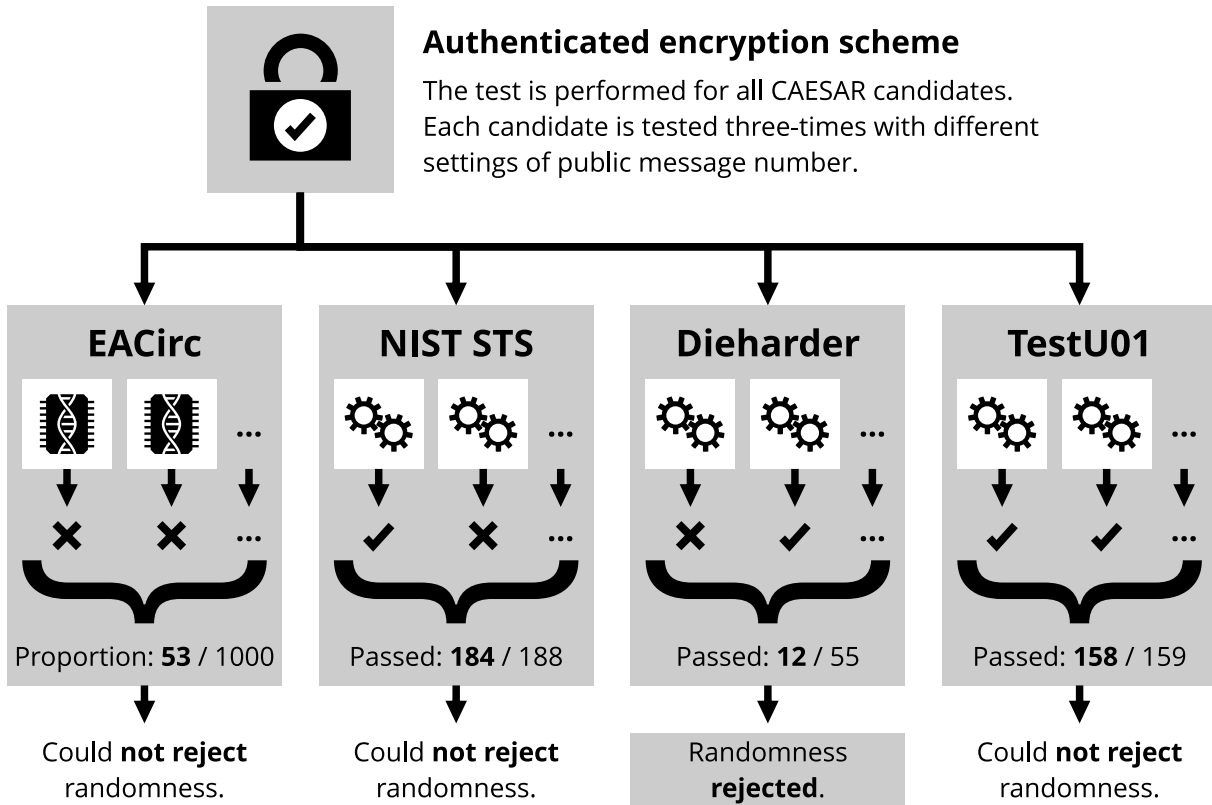 Authenticated encryption scheme
The test is performed for all CAESAR candidates.
Each candidate is tested three-times with different
settings of public message number.
EACirc
...
...
Proportion: 53 / 1000
Could not reject
randomness.
NIST STS
...
...
Passed: 184 / 188
Could not reject
randomness.
Dieharder
...
...
Passed: 12 / 55
Randomness
rejected.
TestU01
...
...
Passed: 158 / 159
Could not reject
randomness.